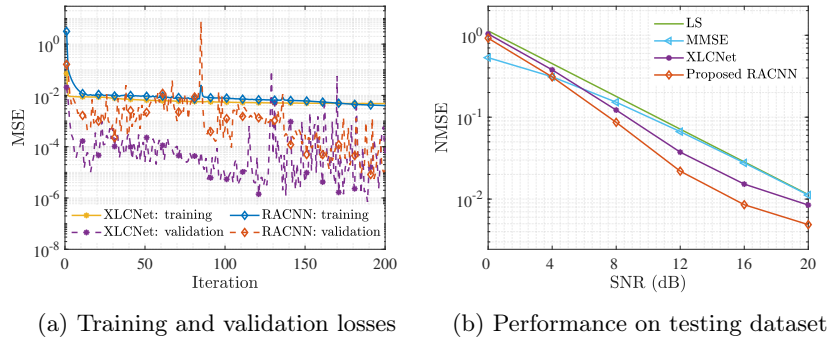 10^0
10^-2
10^-4
10^-6
10^-8
MSE
XLCNet: training
RACNN: training
XLCNet: validation
RACNN: validation
0
50
100
150
200
Iteration
(a) Training and validation losses
10^0
10^-1
10^-2
NMSE
LS
MMSE
XLCNet
Proposed RACNN
0
4
8
12
16
20
SNR (dB)
(b) Performance on testing dataset